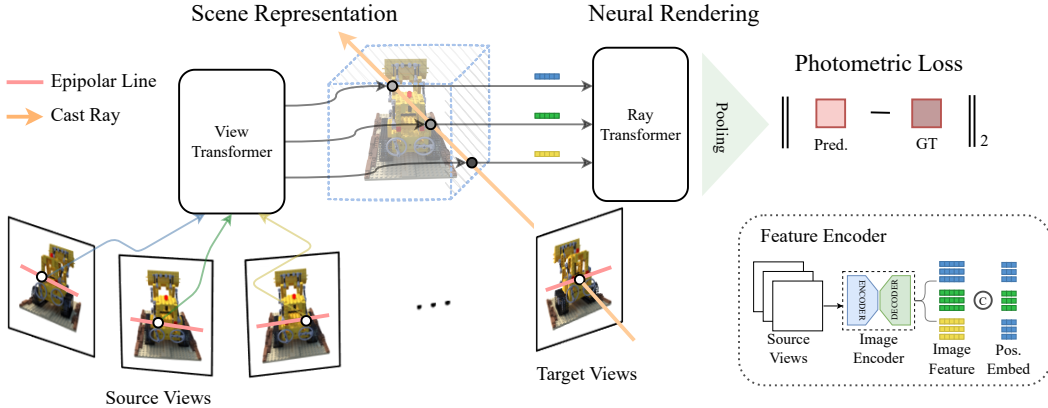 Scene Representation
Neural Rendering
Epipolar Line
Cast Ray
View
Transformer
Ray
Transformer
Pooling
Photometric Loss
Pred.
GT
2
Source Views
Target Views
Feature Encoder
ENCODER
DECODER
C
Source
Views
Image
Encoder
Image
Feature
Pos.
Embed